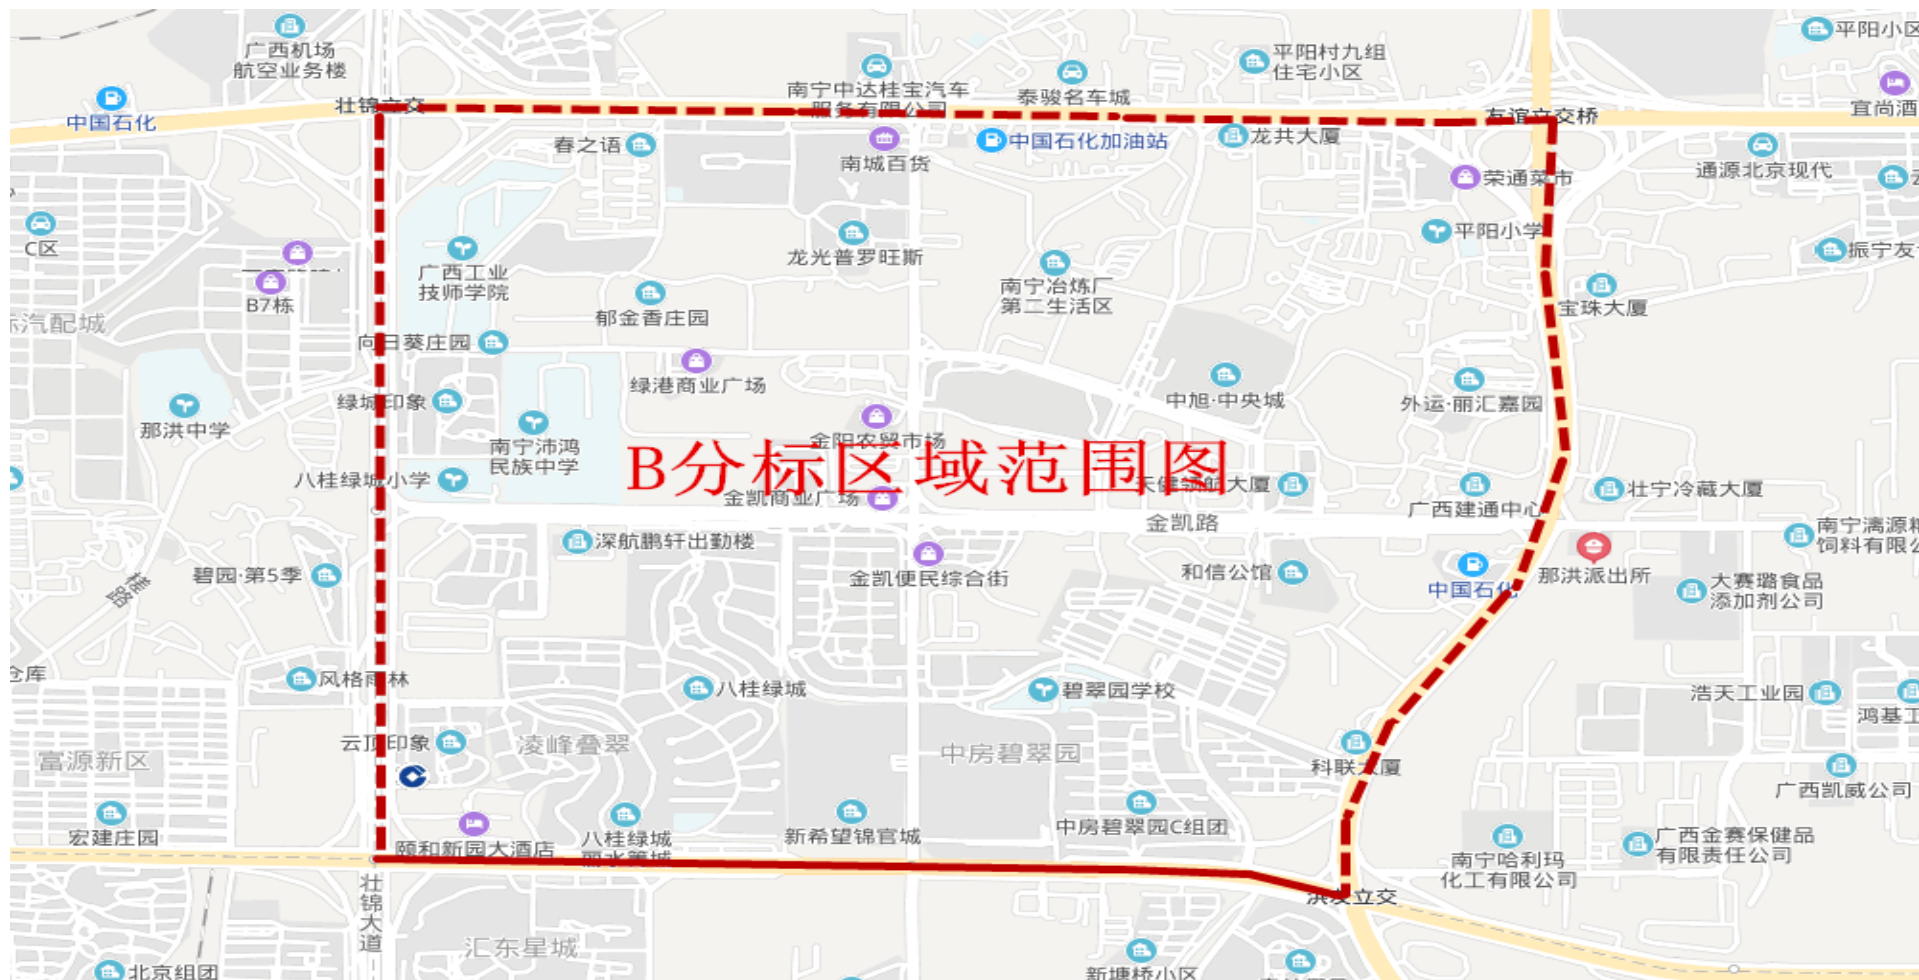 广西机场
航空业务楼
平阳小区
平阳村九组
住宅小区
南宁中达桂宝汽车
服务有限公司
泰骏名车城
宜尚酒
中国石化
壮锦立交
友谊立交桥
春之语
南城百货
中国石化加油站
龙共大厦
通源北京现代
荣通菜市
C区
广西工业
技师学院
龙光普罗旺斯
平阳小学
振宁友
B7栋
南宁冶炼厂
第二生活区
宝珠大厦
郁金香庄园
汽配城
向日葵庄园
绿港商业广场
中旭·中央城
外运·丽汇嘉园
绿城印象
那洪中学
南宁沛鸿
民族中学
金阳农贸市场
B分标区域范围图
八桂绿城小学
金凯商业广场
天健领航大厦
广西建通中心
壮宁冷藏大厦
金凯路
深航鹏轩出勤楼
南宁漓源粮
饲料有限公
碧园·第5季
金凯便民综合街
和信公馆
中国石化
那洪派出所
大赛璐食品
添加剂公司
仓库
风格雨林
八桂绿城
碧翠园学校
浩天工业园
鸿基工
云顶印象
凌峰叠翠
中房碧翠园
科联大厦
富源新区
广西凯威公司
宏建庄园
颐和新园大酒店
八桂绿城
丽水莲城
新希望锦官城
中房碧翠园C组团
南宁哈利玛
化工有限公司
广西金赛保健品
有限责任公司
洪友立交
壮锦大道
汇东星城
北京组团
新塘桥小区